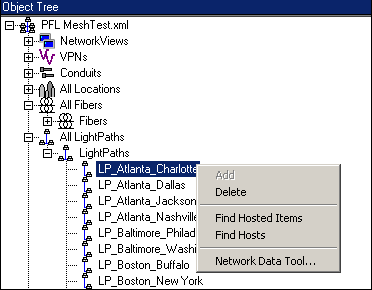 Object Tree
PFL MeshTest.xml
NetworkViews
VPNs
Conduits
All Locations
All Fibers
Fibers
All LightPaths
LightPaths
LP_Atlanta_Charlotte
LP_Atlanta_Dallas
LP_Atlanta_Jackson
LP_Atlanta_Nashville
LP_Baltimore_Philad
LP_Baltimore_Washi
LP_Boston_Buffalo
LP_Boston_New York
Add
Delete
Find Hosted Items
Find Hosts
Network Data Tool...